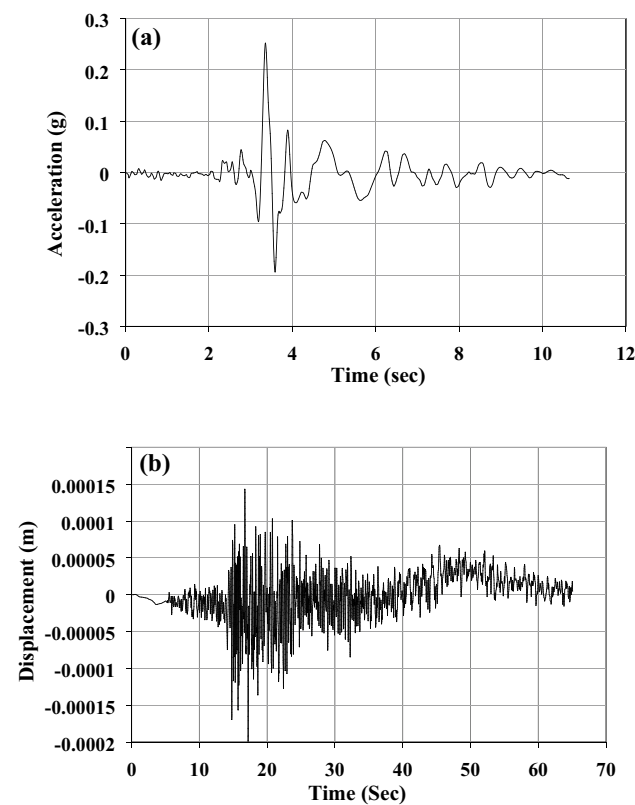 (a)
0.3
0.2
0.1
0
-0.1
-0.2
-0.3
Acceleration (g)
0 2 4 6 8 10 12
Time (sec)
(b)
0.00015
0.0001
0.00005
0
-0.00005
-0.0001
-0.00015
-0.0002
Displacement (m)
0 10 20 30 40 50 60 70
Time (Sec)